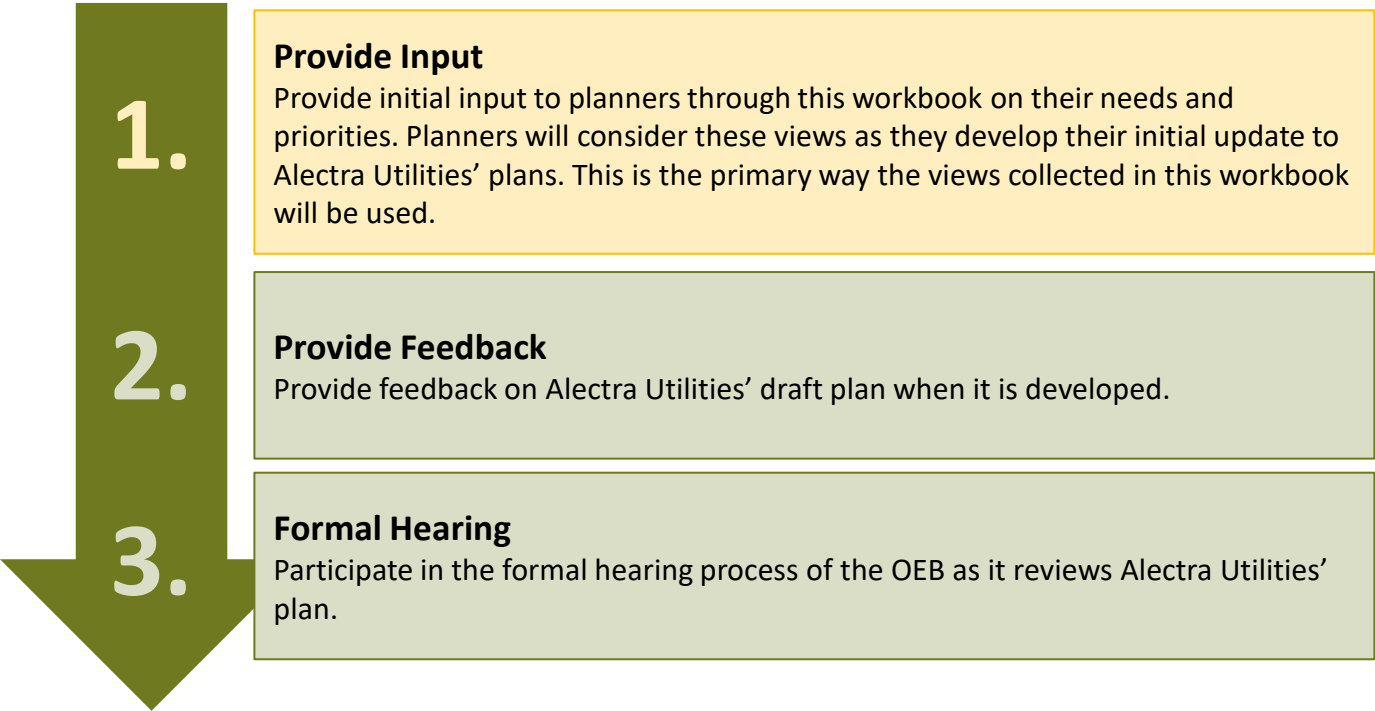 1.
Provide Input
Provide initial input to planners through this workbook on their needs and
priorities. Planners will consider these views as they develop their initial update to
Alectra Utilities’ plans. This is the primary way the views collected in this workbook
will be used.
2.
Provide Feedback
Provide feedback on Alectra Utilities’ draft plan when it is developed.
3.
Formal Hearing
Participate in the formal hearing process of the OEB as it reviews Alectra Utilities’
plan.